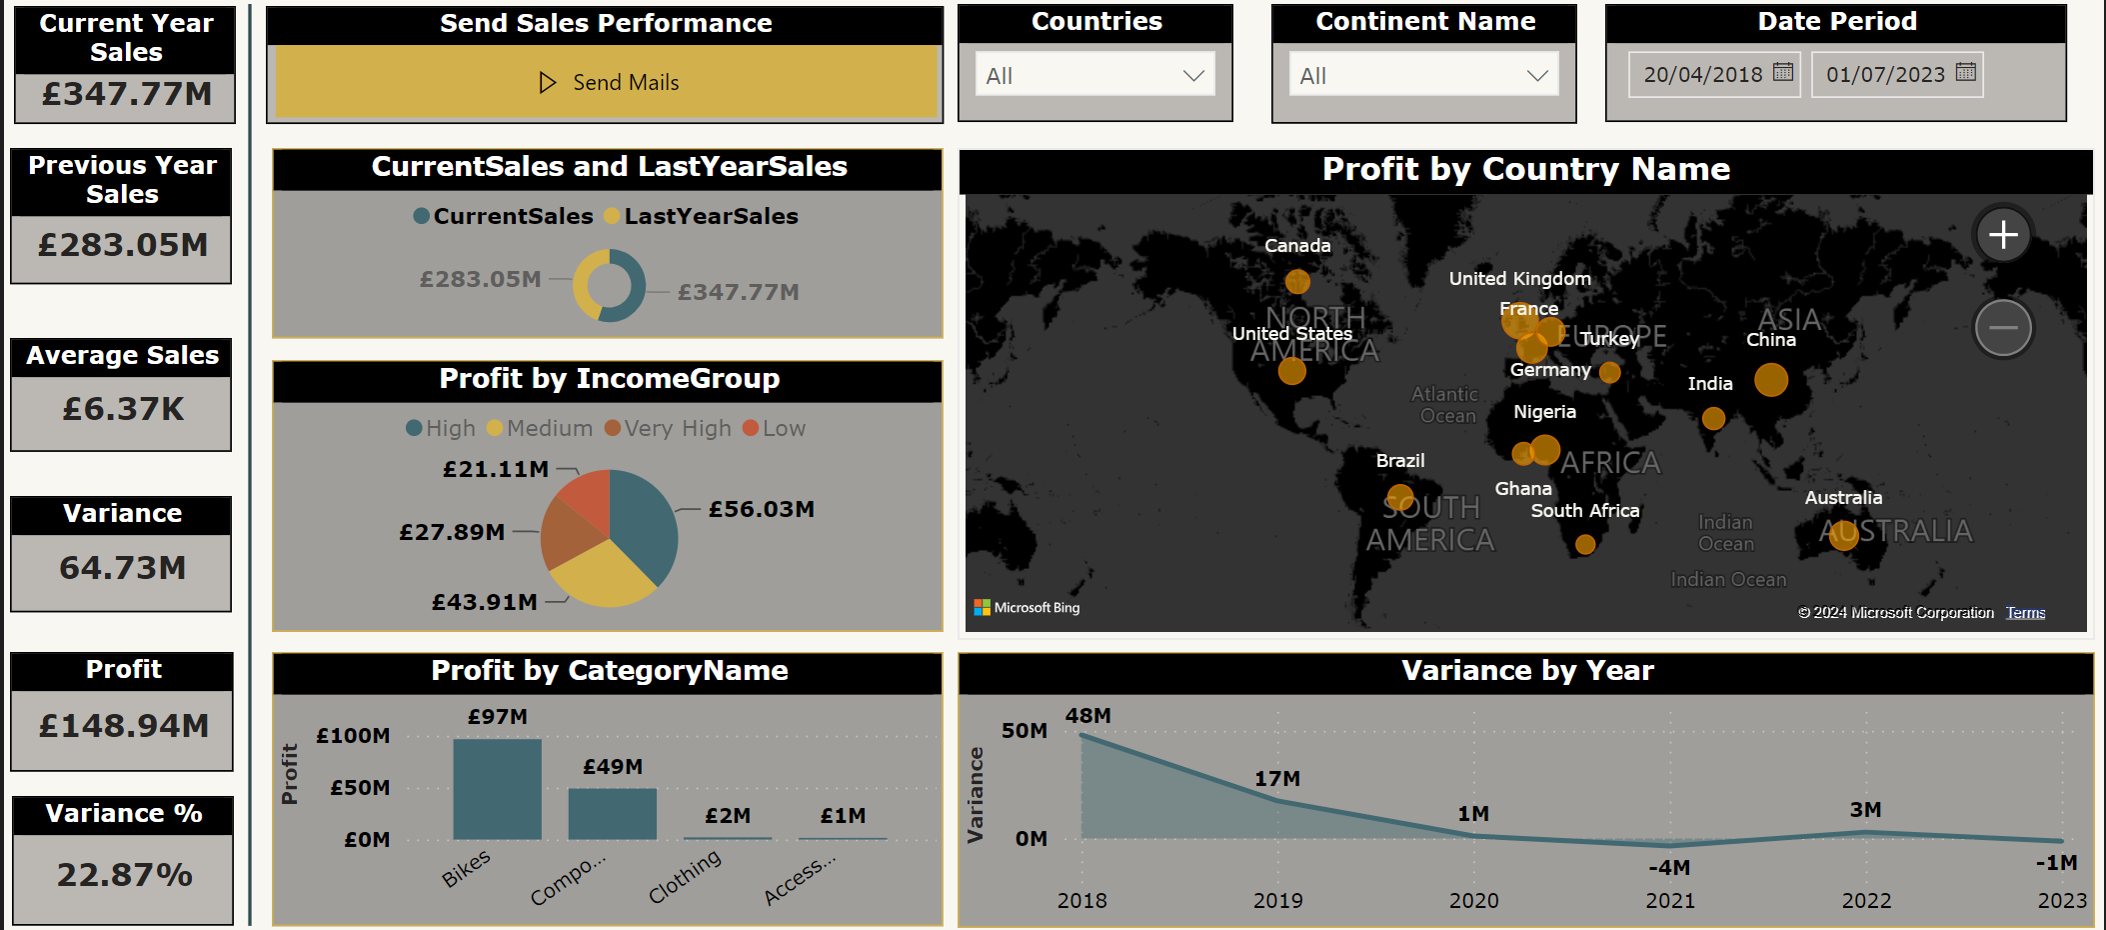 Current Year
Sales
£347.77M
Send Sales Performance
Send Mails
Countries
All
Continent Name
All
Date Period
20/04/2018
01/07/2023
Previous Year
Sales
£283.05M
Average Sales
£6.37K
Variance
64.73M
Profit
£148.94M
Variance %
22.87%
CurrentSales and LastYearSales
CurrentSales LastYearSales
£283.05M
£347.77M
Profit by IncomeGroup
High Medium Very High Low
£21.11M
£56.03M
£27.89M
£43.91M
Profit by CategoryName
Profit
£100M
£50M
£0M
£97M
£49M
£2M
£1M
Bikes
Compo...
Clothing
Access...
Profit by Country Name
Canada
United Kingdom
France
NORTH
AMERICA
United States
EUROPE
Turkey
ASIA
China
Germany
India
Atlantic
Ocean
Nigeria
AFRICA
Brazil
Ghana
South Africa
SOUTH
AMERICA
Australia
AUSTRALIA
Indian
Ocean
Indian Ocean
Microsoft Bing
© 2024 Microsoft Corporation Terms
Variance by Year
Variance
50M
0M
48M
17M
1M
-4M
3M
-1M
2018
2019
2020
2021
2022
2023